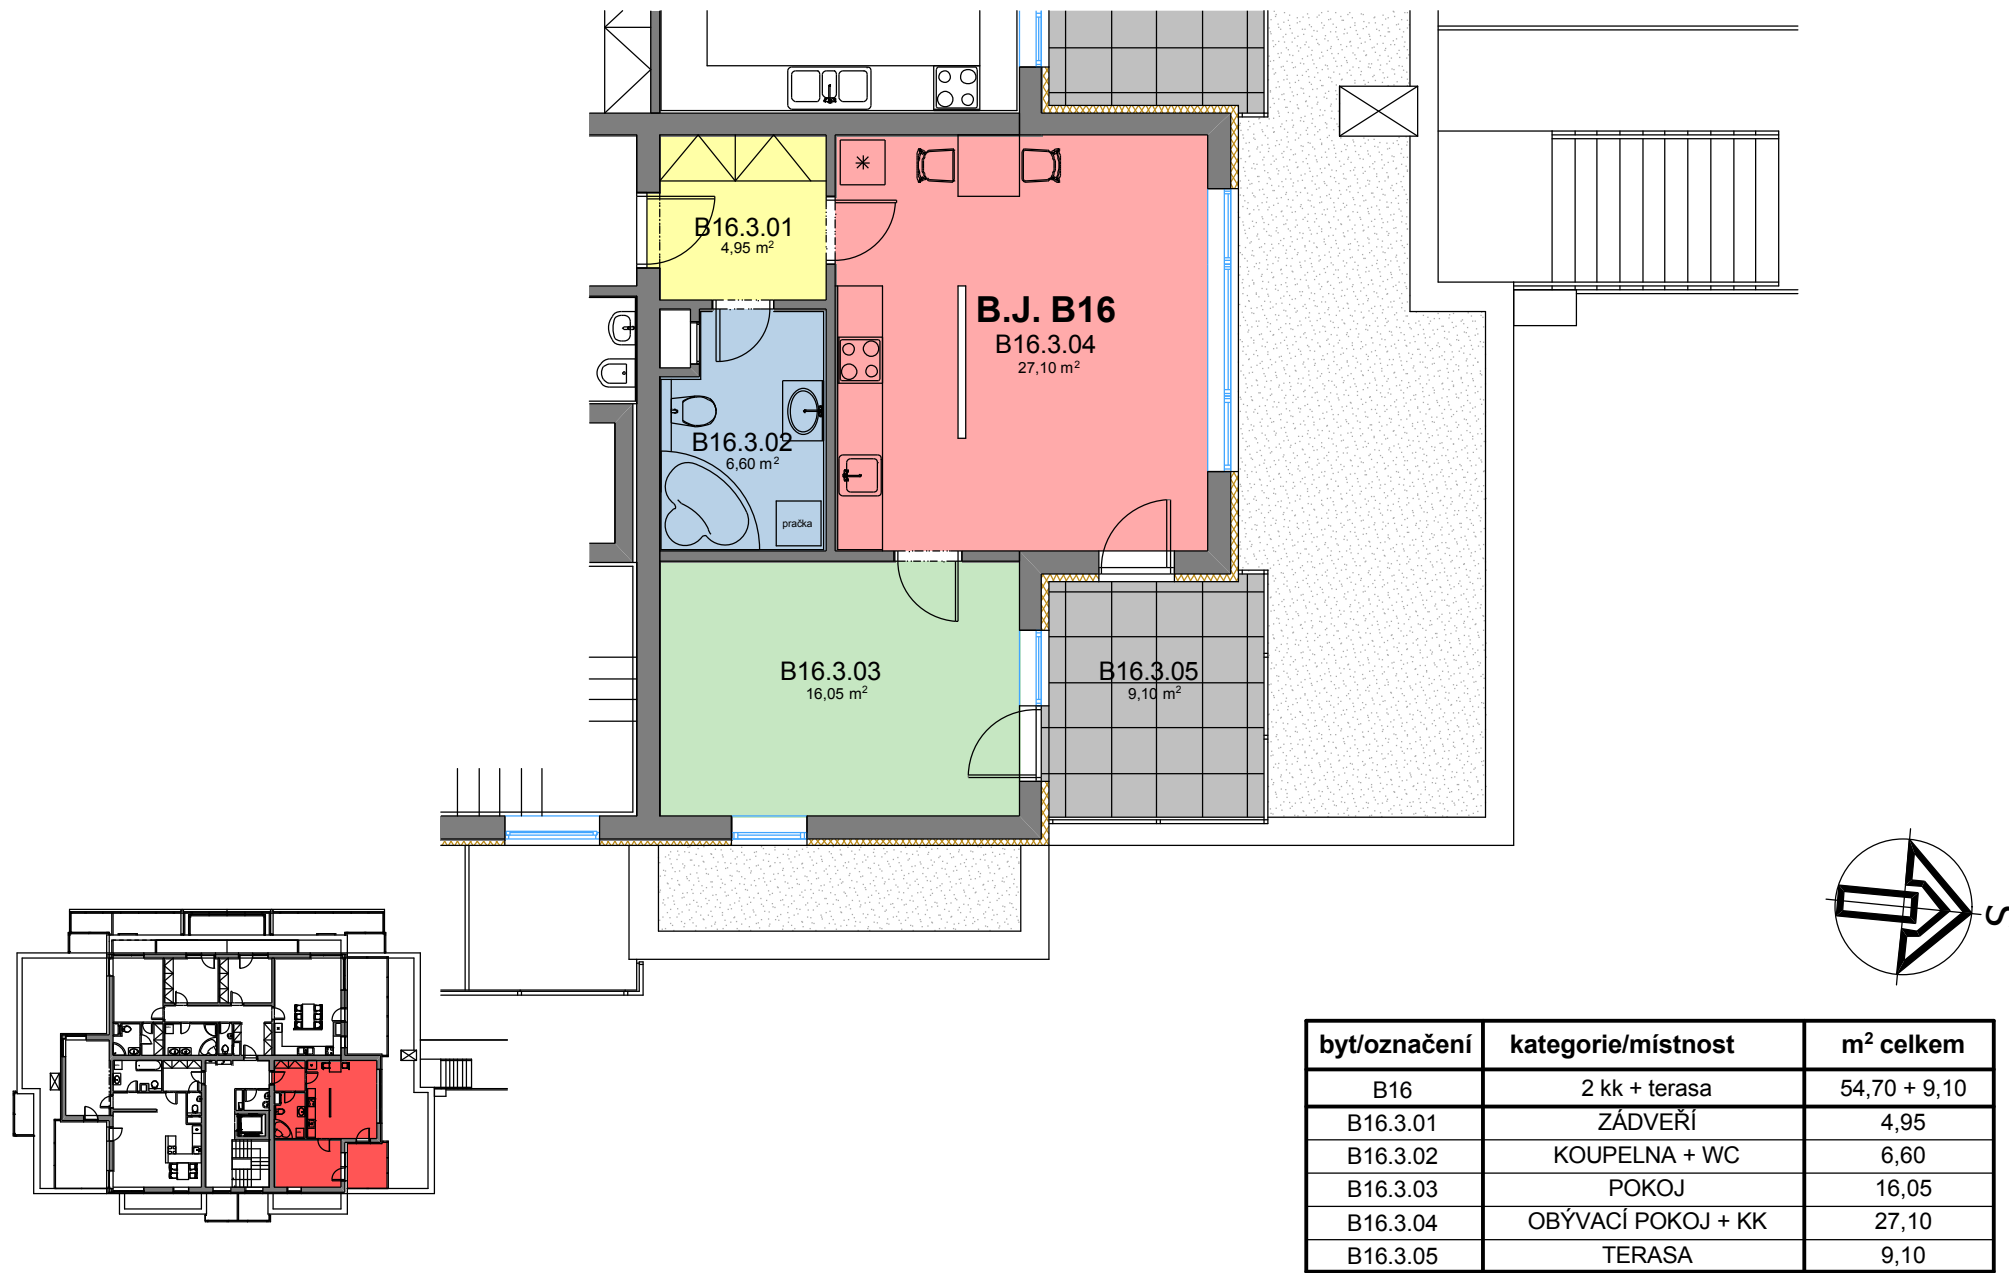 B16.3.01
4,95 m²
B.J. B16
B16.3.04
27,10 m²
B16.3.02
6,60 m²
pračka
B16.3.03
16,05 m²
B16.3.05
9,10 m²
S
byt/označení kategorie/místnost m² celkem
B16 2 kk + terasa 54,70 + 9,10
B16.3.01 ZÁDVEŘÍ 4,95
B16.3.02 KOUPELNA + WC 6,60
B16.3.03 POKOJ 16,05
B16.3.04 OBÝVACÍ POKOJ + KK 27,10
B16.3.05 TERASA 9,10